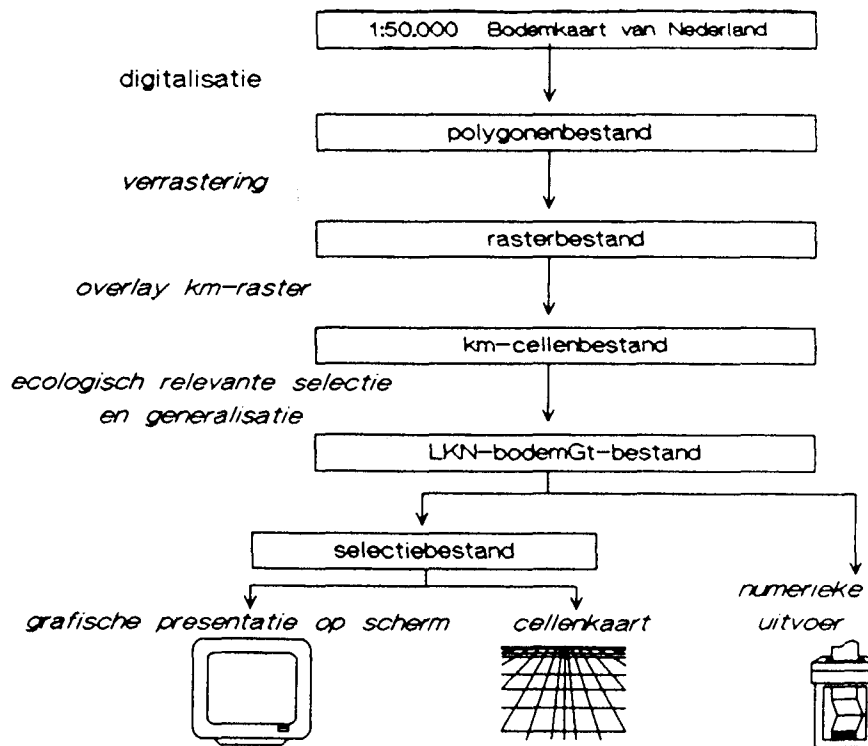 1:50.000 Bodemkaart van Nederland
digitalisatie
polygonenbestand
verrastering
rasterbestand
overlay km-raster
km-cellenbestand
ecologisch relevante selectie
en generalisatie
LKN-bodemGt-bestand
selectiebestand
grafische presentatie op scherm
cellenkaart
numerieke
uitvoer